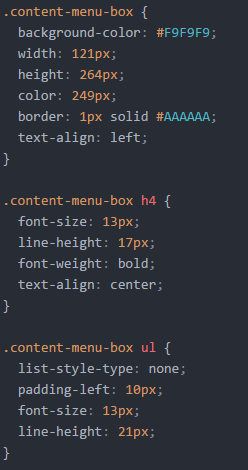 .content-menu-box {
  background-color: #F9F9F9;
  width: 121px;
  height: 264px;
  color: 249px;
  border: 1px solid #AAAAAA;
  text-align: left;
}

.content-menu-box h4 {
  font-size: 13px;
  line-height: 17px;
  font-weight: bold;
  text-align: center;
}

.content-menu-box ul {
  list-style-type: none;
  padding-left: 10px;
  font-size: 13px;
  line-height: 21px;
}